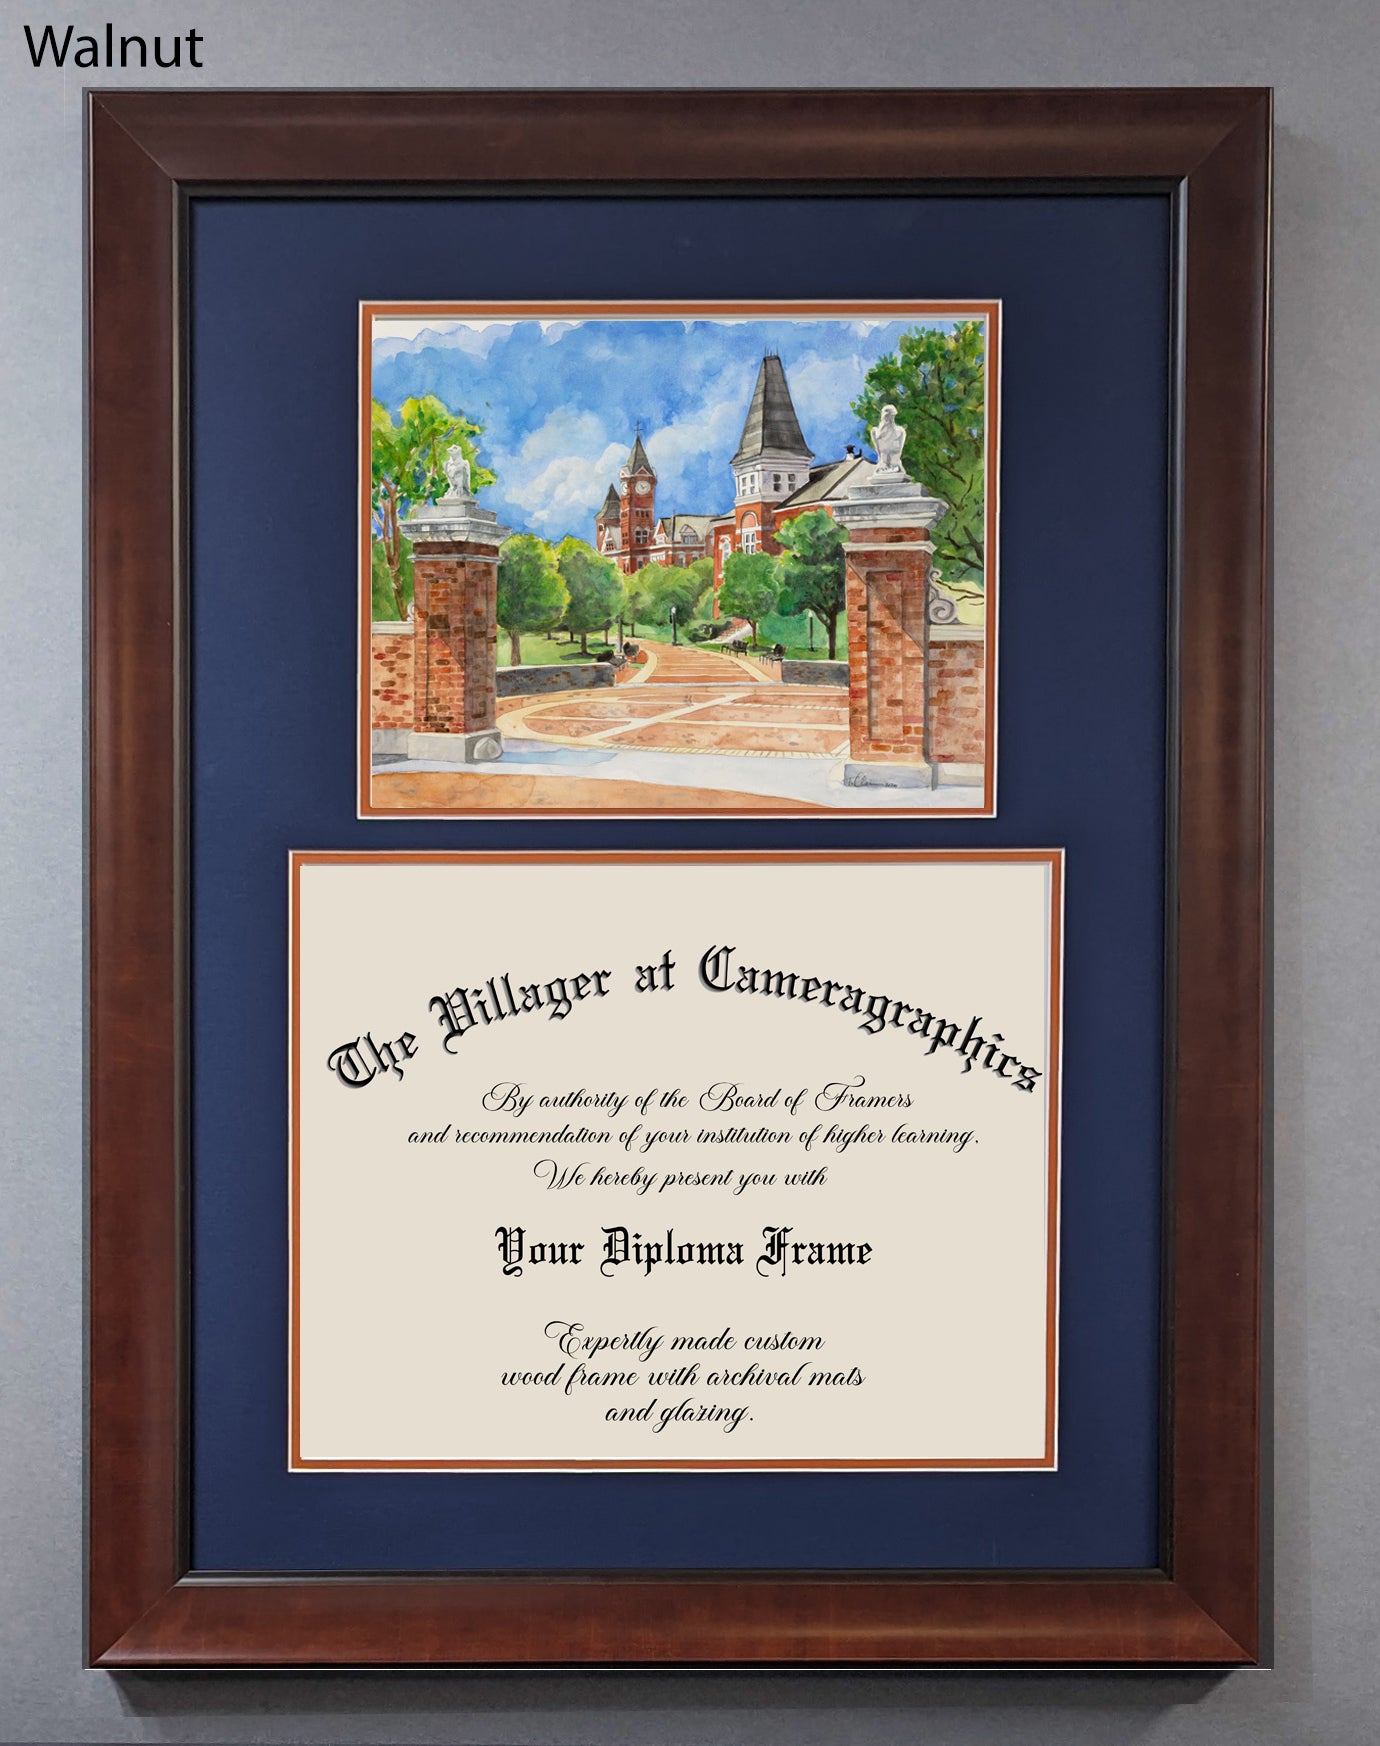 Walnut
The Villager at Cameragraphics
By authority of the Board of Framers
and recommendation of your institution of higher learning.
We hereby present you with
Your Diploma Frame
Expertly made custom
wood frame with archival mats
and glazing.